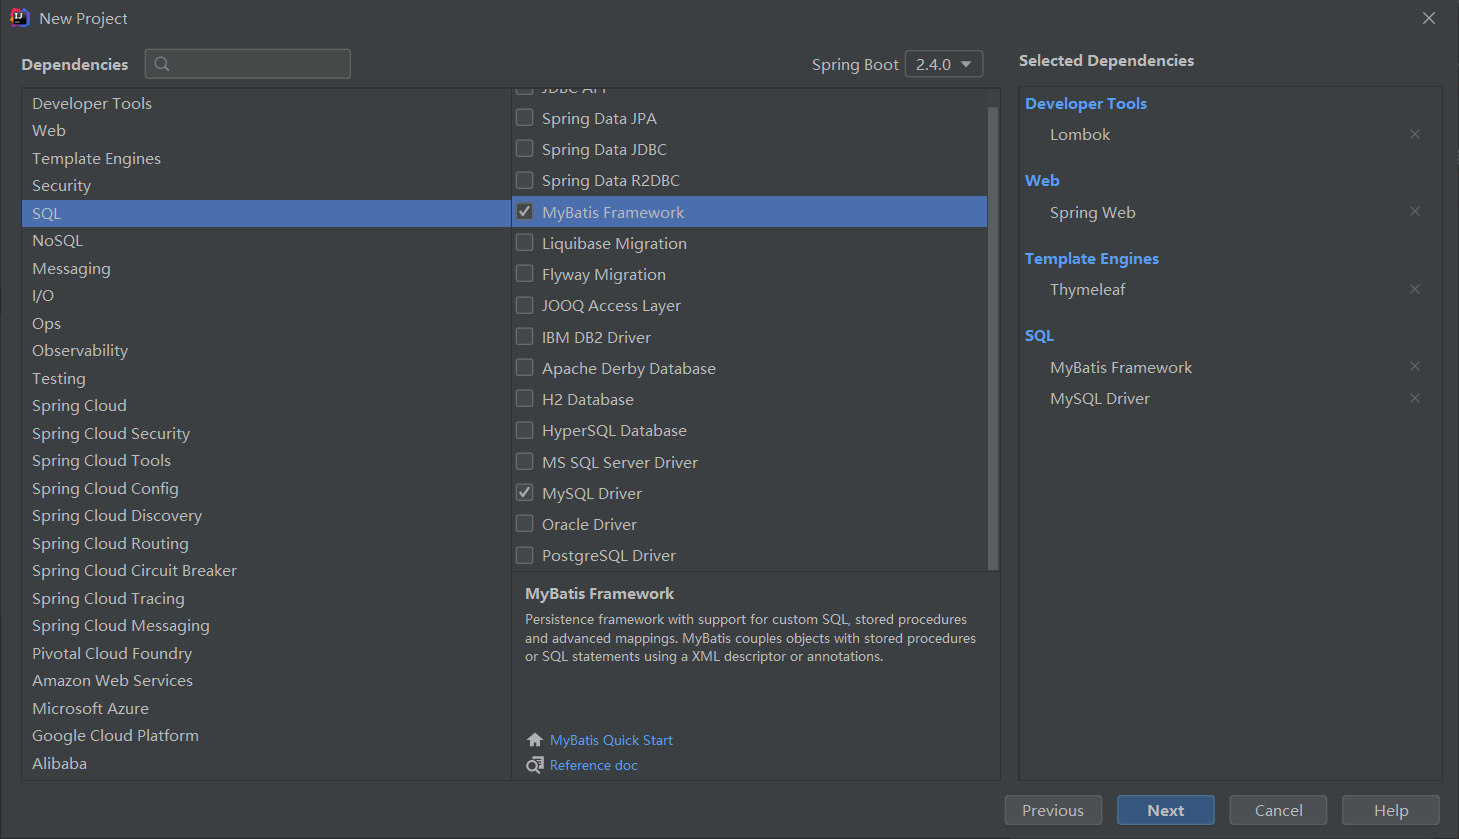 New Project
Dependencies
Spring Boot 2.4.0
Selected Dependencies
Developer Tools
Web
Template Engines
Security
SQL
NoSQL
Messaging
I/O
Ops
Observability
Testing
Spring Cloud
Spring Cloud Security
Spring Cloud Tools
Spring Cloud Config
Spring Cloud Discovery
Spring Cloud Routing
Spring Cloud Circuit Breaker
Spring Cloud Tracing
Spring Cloud Messaging
Pivotal Cloud Foundry
Amazon Web Services
Microsoft Azure
Google Cloud Platform
Alibaba
JDBC API
Spring Data JPA
Spring Data JDBC
Spring Data R2DBC
MyBatis Framework
Liquibase Migration
Flyway Migration
JOOQ Access Layer
IBM DB2 Driver
Apache Derby Database
H2 Database
HyperSQL Database
MS SQL Server Driver
MySQL Driver
Oracle Driver
PostgreSQL Driver
MyBatis Framework
Persistence framework with support for custom SQL, stored procedures
and advanced mappings. MyBatis couples objects with stored procedures
or SQL statements using a XML descriptor or annotations.
MyBatis Quick Start
Reference doc
Developer Tools
Lombok
Web
Spring Web
Template Engines
Thymeleaf
SQL
MyBatis Framework
MySQL Driver
Previous
Next
Cancel
Help